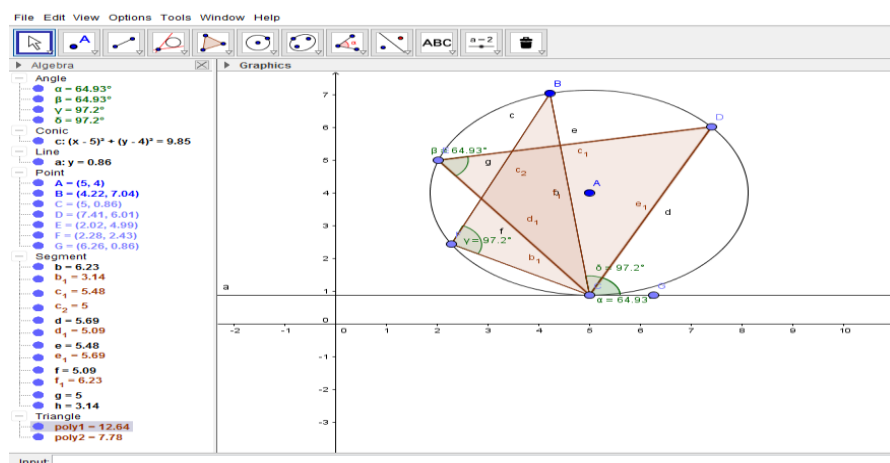 File Edit View Options Tools Window Help
A
ABC
a=2
Algebra
Graphics
Angle
α = 64.93°
β = 64.93°
γ = 97.2°
δ = 97.2°
Conic
c: (x - 5)² + (y - 4)² = 9.85
Line
a: y = 0.86
Point
A = (5, 4)
B = (4.22, 7.04)
C = (5, 0.86)
D = (7.41, 6.01)
E = (2.02, 4.99)
F = (2.28, 2.43)
G = (6.26, 0.86)
Segment
b = 6.23
b₁ = 3.14
c₁ = 5.48
c₂ = 5
d = 5.69
d₁ = 5.09
e = 5.48
e₁ = 5.69
f = 5.09
f₁ = 6.23
g = 5
h = 3.14
Triangle
poly1 = 12.64
poly2 = 7.78
Input:
B
c
7
D
e
6
β = 64.93°
c₁
g
5
c₂
A
4
e₁
d
d₁
3
f
γ = 97.2°
b₁
2
δ = 97.2°
a
1
α = 64.93°
G
0
-2 -1 0 1 2 3 4 5 6 7 8 9 10
-1
-2
-3